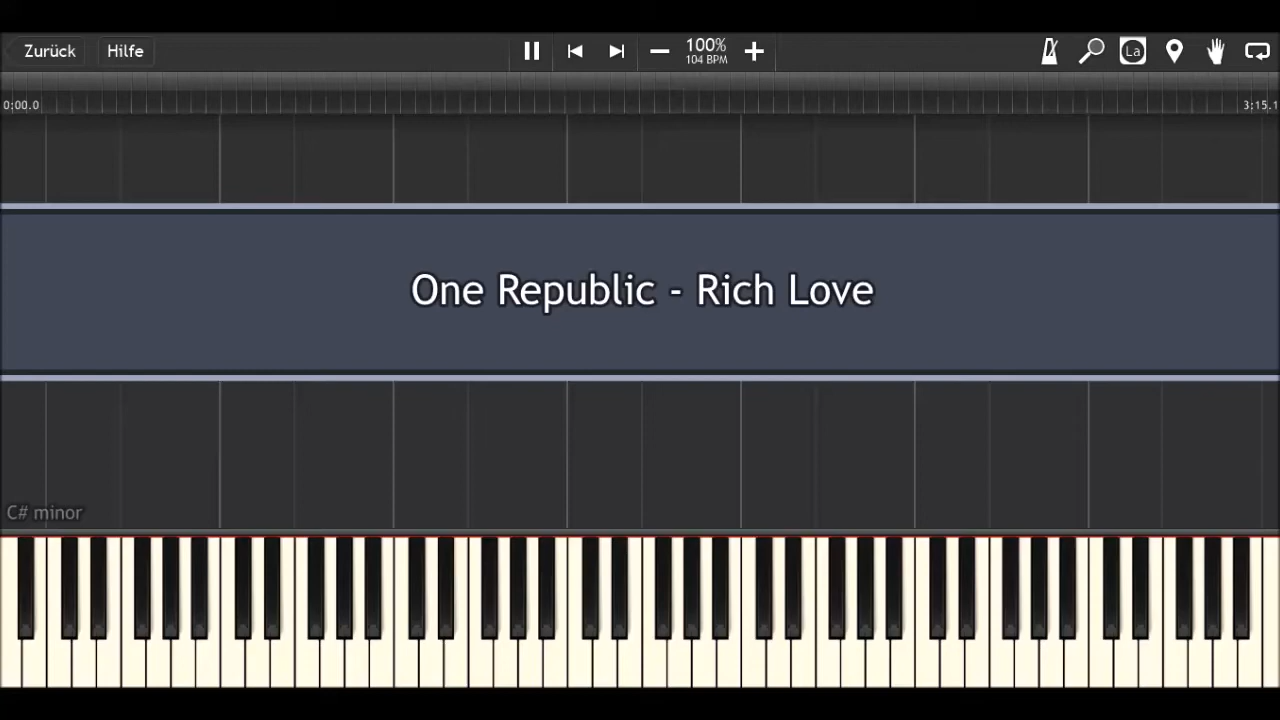 Zurück Hilfe 100% La
104 BPM
0:00.0 3:15.1
One Republic - Rich Love
C# minor